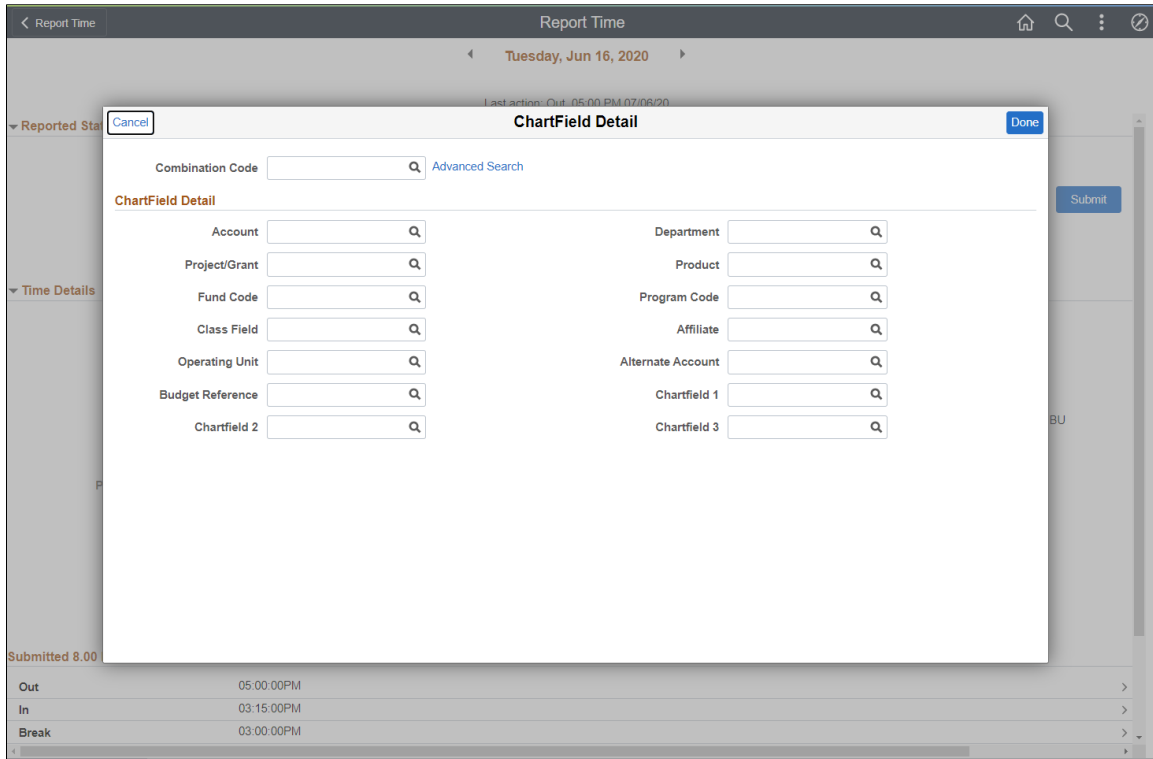 Report Time
Report Time
Tuesday, Jun 16, 2020
Last action: Out 05:00 PM 07/06/20
Reported Stat
Cancel
ChartField Detail
Done
Combination Code
Advanced Search
Submit
ChartField Detail
Account
Department
Project/Grant
Product
Time Details
Fund Code
Program Code
Class Field
Affiliate
Operating Unit
Alternate Account
Budget Reference
Chartfield 1
Chartfield 2
Chartfield 3
BU
P
Submitted 8.00
Out 05:00:00PM
In 03:15:00PM
Break 03:00:00PM